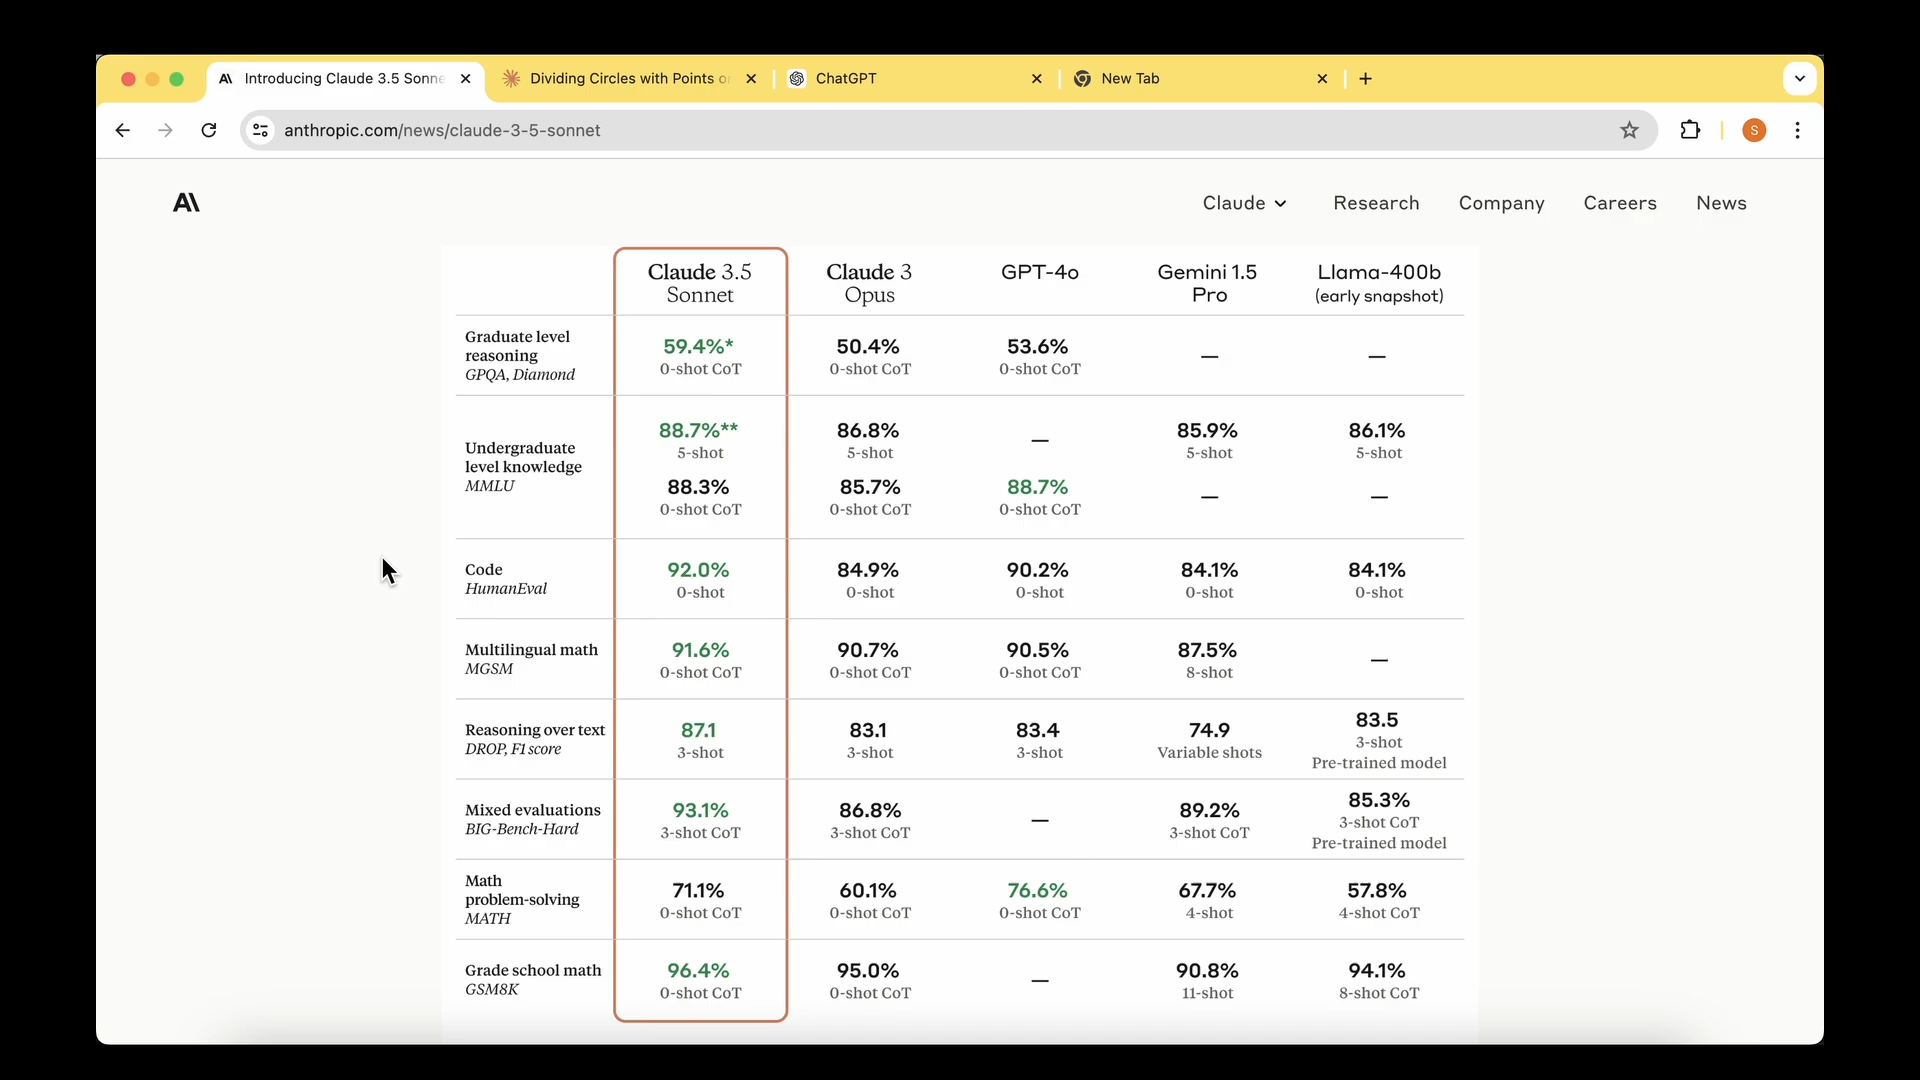 Introducing Claude 3.5 Sonne
Dividing Circles with Points o
ChatGPT
New Tab
anthropic.com/news/claude-3-5-sonnet
S
Claude
Research
Company
Careers
News
Claude 3.5
Sonnet
Claude 3
Opus
GPT-4o
Gemini 1.5
Pro
Llama-400b
(early snapshot)
Graduate level
reasoning
GPQA, Diamond
59.4%*
0-shot CoT
50.4%
0-shot CoT
53.6%
0-shot CoT
—
—
Undergraduate
level knowledge
MMLU
88.7%**
5-shot
86.8%
5-shot
—
85.9%
5-shot
86.1%
5-shot
88.3%
0-shot CoT
85.7%
0-shot CoT
88.7%
0-shot CoT
—
—
Code
HumanEval
92.0%
0-shot
84.9%
0-shot
90.2%
0-shot
84.1%
0-shot
84.1%
0-shot
Multilingual math
MGSM
91.6%
0-shot CoT
90.7%
0-shot CoT
90.5%
0-shot CoT
87.5%
8-shot
—
Reasoning over text
DROP, F1 score
87.1
3-shot
83.1
3-shot
83.4
3-shot
74.9
Variable shots
83.5
3-shot
Pre-trained model
Mixed evaluations
BIG-Bench-Hard
93.1%
3-shot CoT
86.8%
3-shot CoT
—
89.2%
3-shot CoT
85.3%
3-shot CoT
Pre-trained model
Math
problem-solving
MATH
71.1%
0-shot CoT
60.1%
0-shot CoT
76.6%
0-shot CoT
67.7%
4-shot
57.8%
4-shot CoT
Grade school math
GSM8K
96.4%
0-shot CoT
95.0%
0-shot CoT
—
90.8%
11-shot
94.1%
8-shot CoT